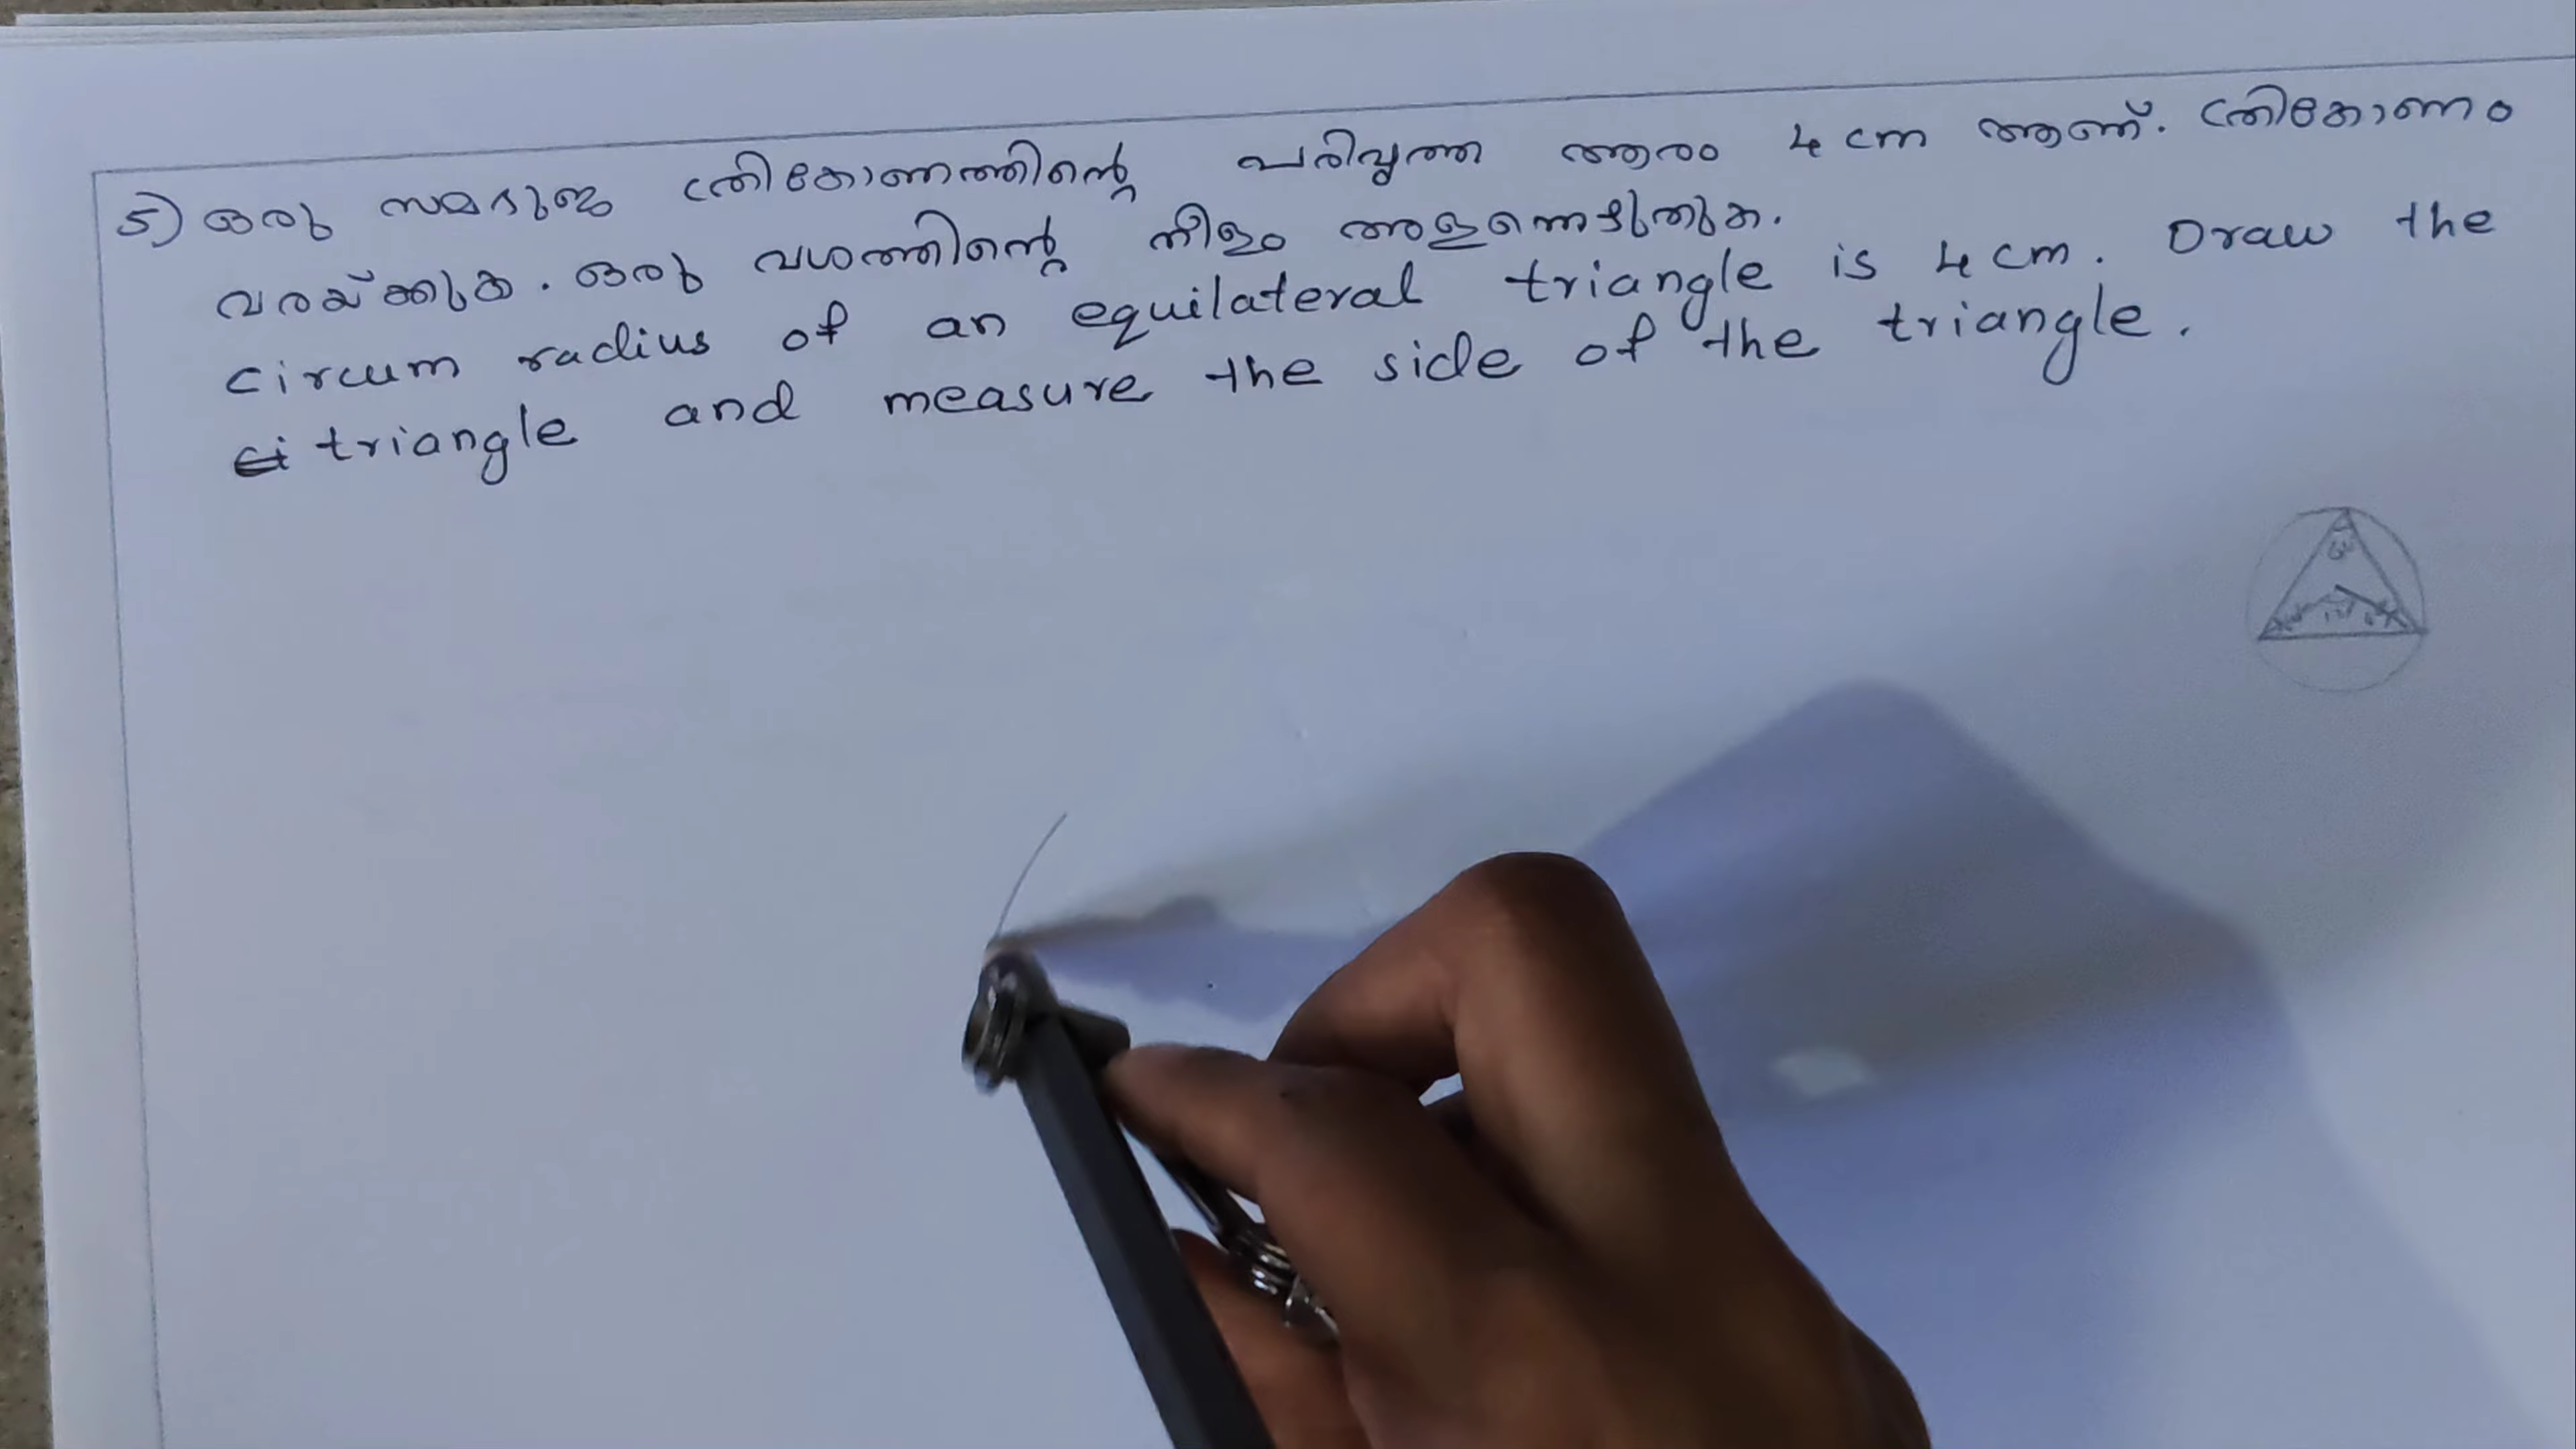 5) ഒരു സമഭുജ ത്രികോണത്തിന്റെ പരിവൃത്ത ആരം 4 cm ആണ്. ത്രികോണം
വരയ്ക്കുക. ഒരു വശത്തിന്റെ നീളം അളന്നെഴുതുക.
circum radius of an equilateral triangle is 4 cm. Draw the
triangle and measure the side of the triangle.